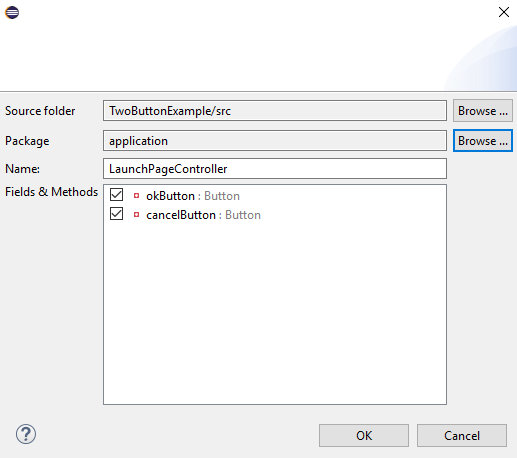 Source folder TwoButtonExample/src Browse ...
Package application Browse ...
Name: LaunchPageController
Fields & Methods okButton : Button
cancelButton : Button
OK Cancel